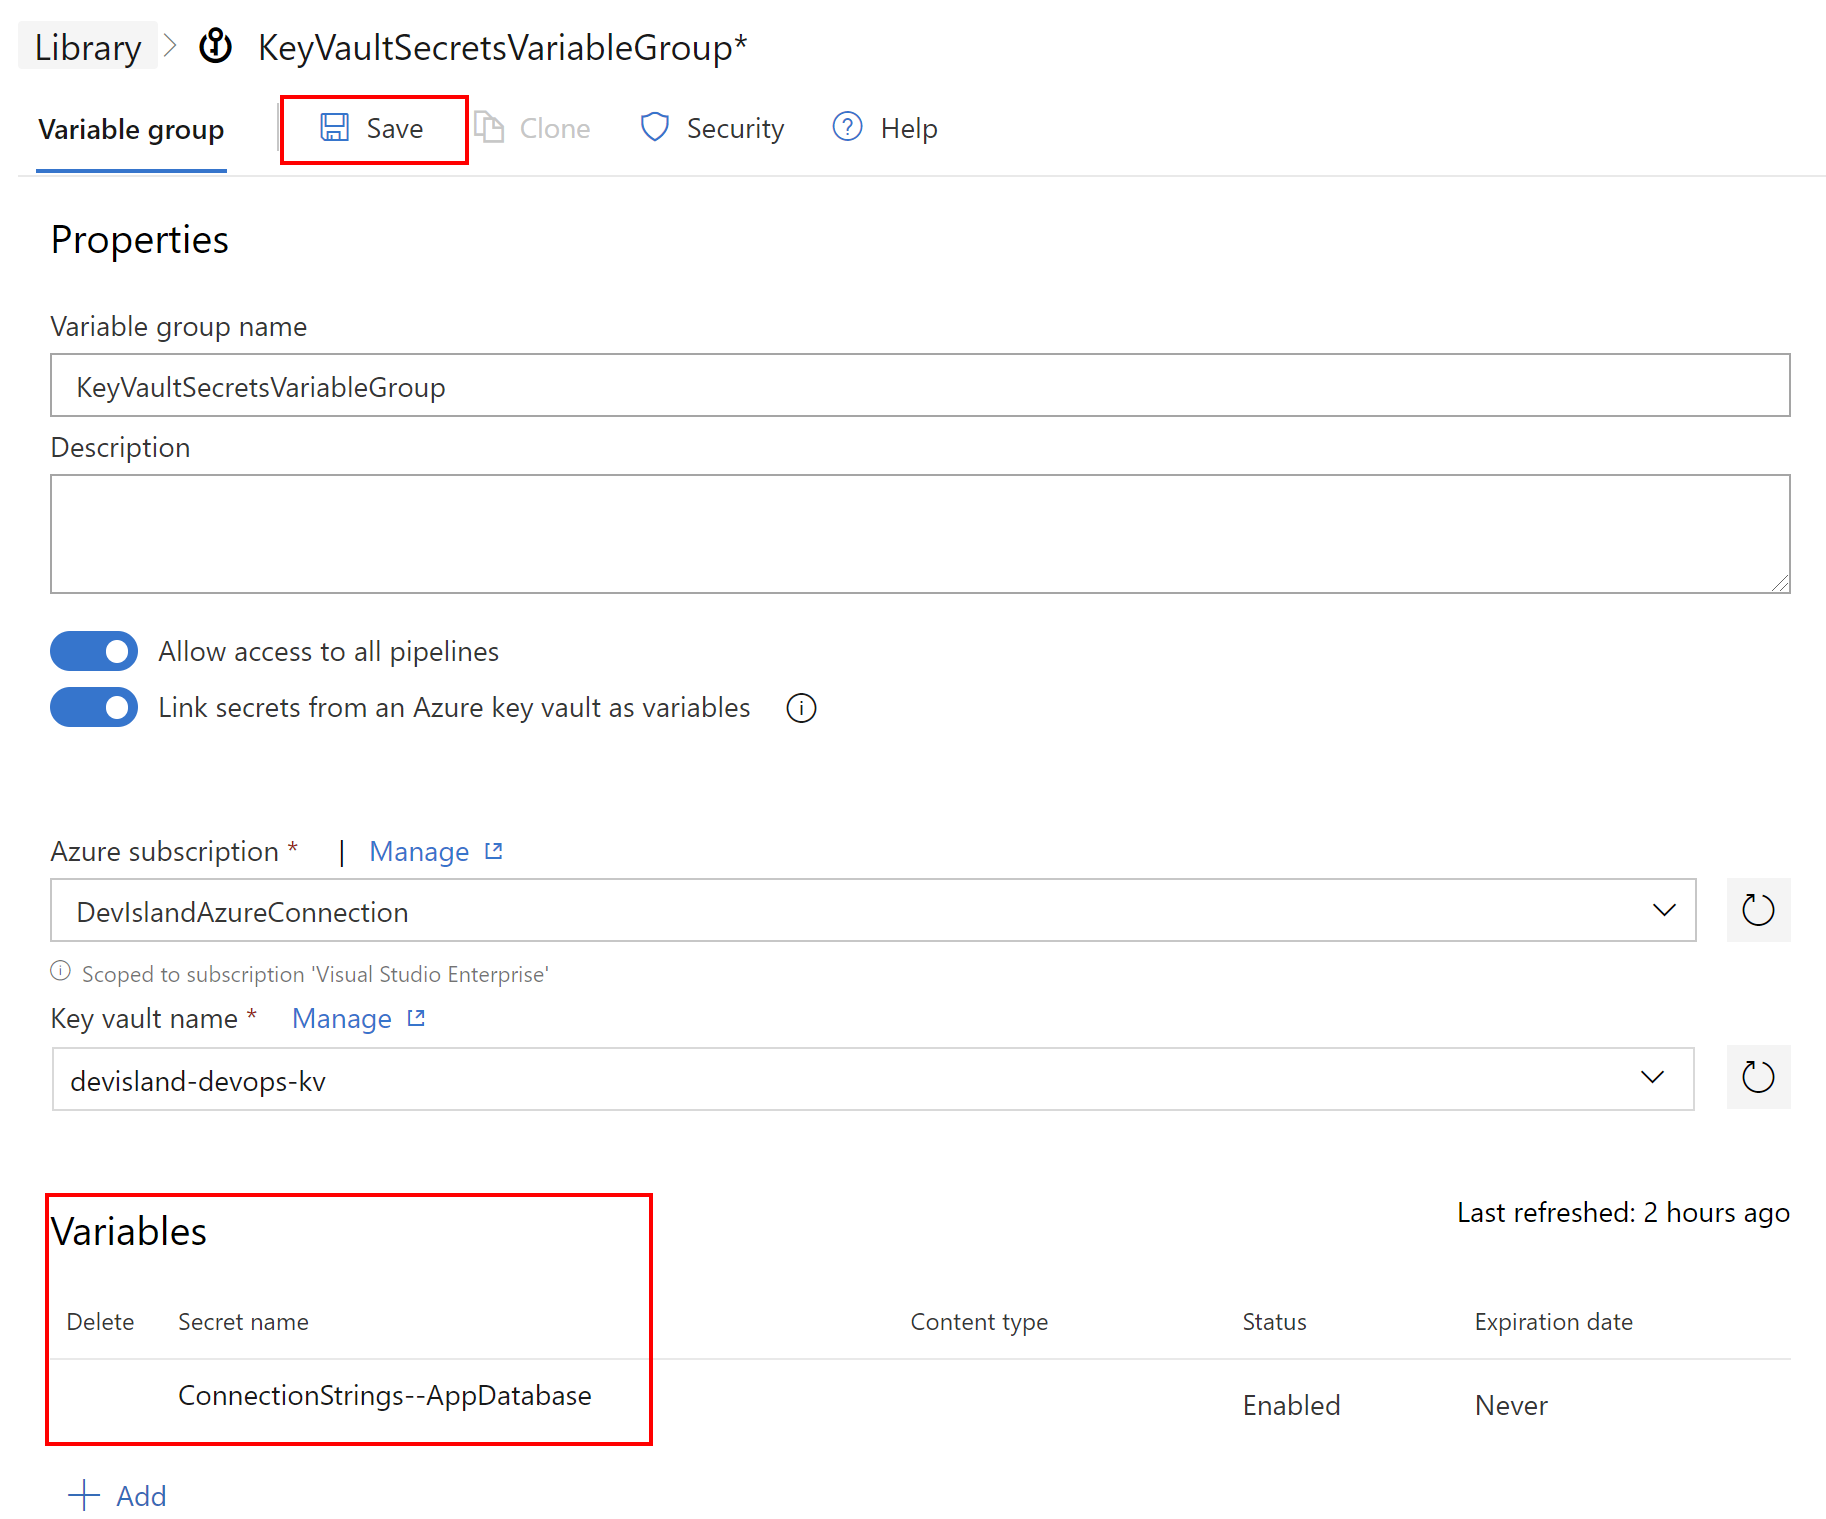 Library > KeyVaultSecretsVariableGroup*
Variable group Save Clone Security Help
Properties
Variable group name
KeyVaultSecretsVariableGroup
Description
Allow access to all pipelines
Link secrets from an Azure key vault as variables
Azure subscription * | Manage
DevIslandAzureConnection
Scoped to subscription 'Visual Studio Enterprise'
Key vault name * Manage
devisland-devops-kv
Variables
Last refreshed: 2 hours ago
Delete Secret name Content type Status Expiration date
ConnectionStrings--AppDatabase Enabled Never
+ Add